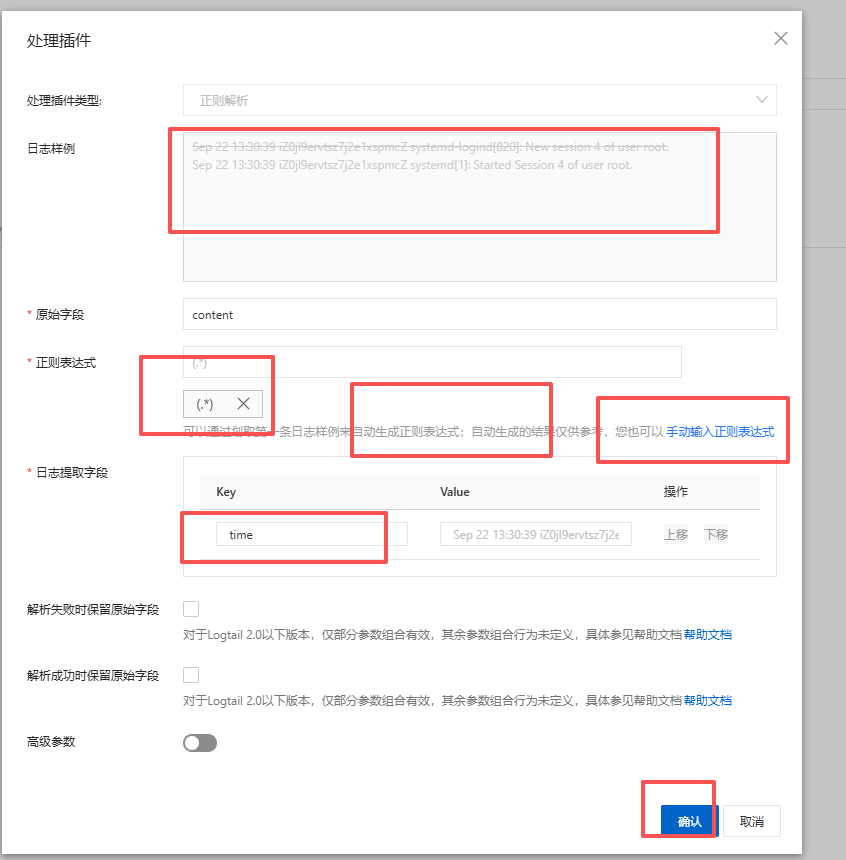 处理插件
处理插件类型:
正则解析
日志样例
Sep 22 13:30:39 iZ0jl9ervtsz7j2e1xspmcZ systemd-logind[820]: New session 4 of user root.
Sep 22 13:30:39 iZ0jl9ervtsz7j2e1xspmcZ systemd[1]: Started Session 4 of user root.
* 原始字段
content
* 正则表达式
(.*)
(.*)
可以通过划取第一条日志样例来自动生成正则表达式；自动生成的结果仅供参考，您也可以 手动输入正则表达式
* 日志提取字段
Key Value 操作
time Sep 22 13:30:39 iZ0jl9ervtsz7j2e 上移 下移
解析失败时保留原始字段
对于Logtail 2.0以下版本，仅部分参数组合有效，其余参数组合行为未定义，具体参见帮助文档 帮助文档
解析成功时保留原始字段
对于Logtail 2.0以下版本，仅部分参数组合有效，其余参数组合行为未定义，具体参见帮助文档 帮助文档
高级参数
确认 取消